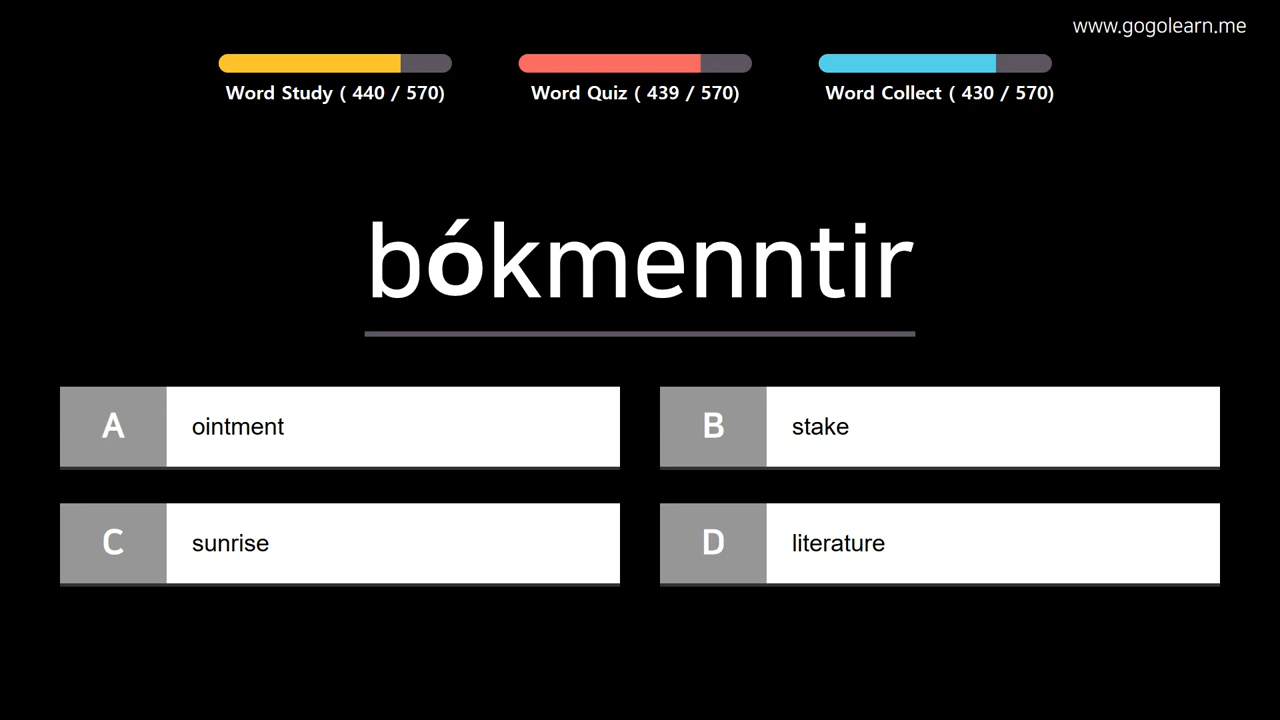 www.gogolearn.me
Word Study ( 440 / 570)
Word Quiz ( 439 / 570)
Word Collect ( 430 / 570)
bókmenntir
A ointment
B stake
C sunrise
D literature